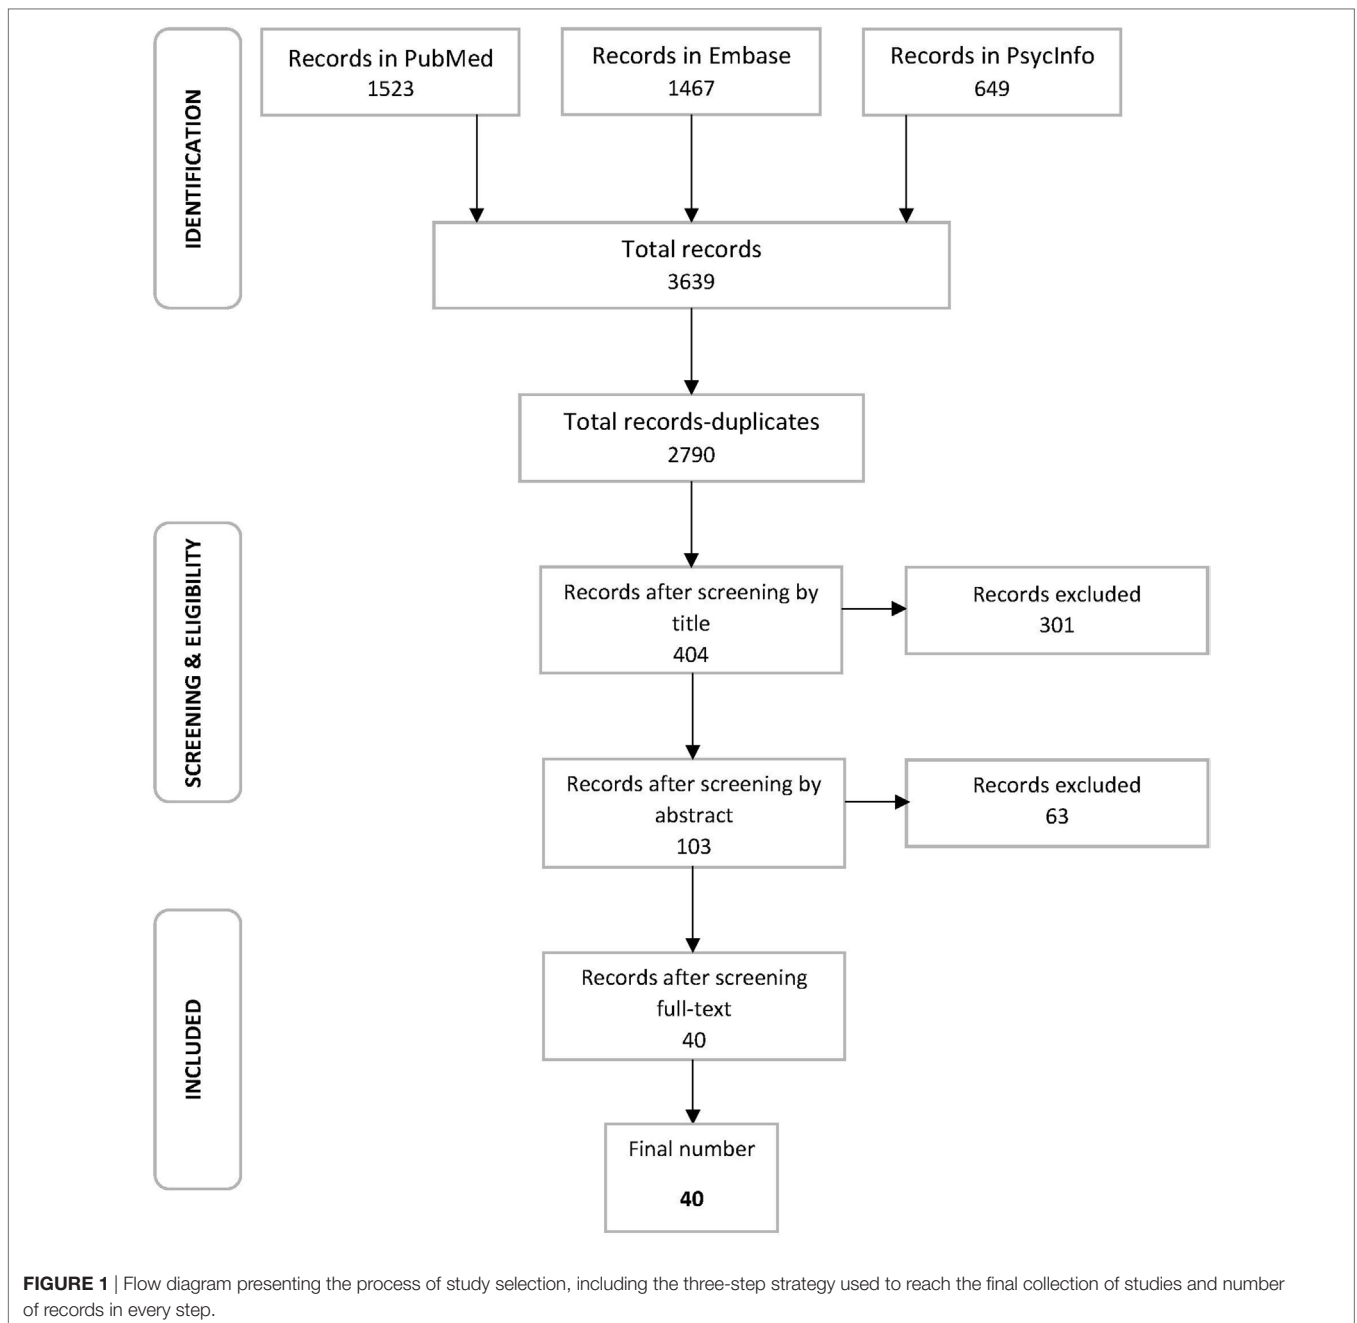 IDENTIFICATION
Records in PubMed
1523
Records in Embase
1467
Records in PsycInfo
649
Total records
3639
Total records-duplicates
2790
SCREENING & ELIGIBILITY
Records after screening by
title
404
Records excluded
301
Records after screening by
abstract
103
Records excluded
63
INCLUDED
Records after screening
full-text
40
Final number
40
FIGURE 1 | Flow diagram presenting the process of study selection, including the three-step strategy used to reach the final collection of studies and number
of records in every step.